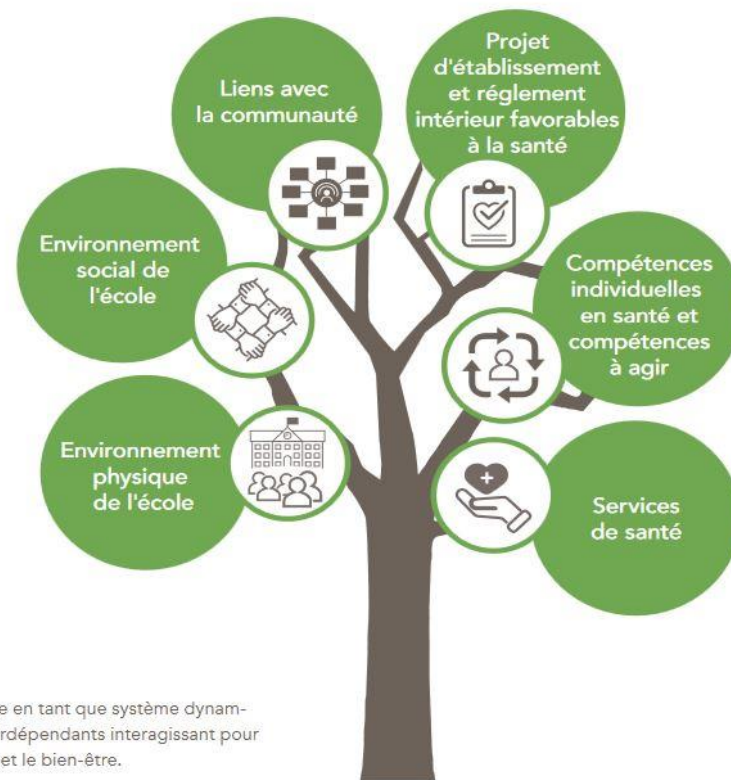 Liens avec
la communauté
Projet
d'établissement
et réglement
intérieur favorables
à la santé
Environnement
social de
l'école
Compétences
individuelles
en santé et
compétences
à agir
Environnement
physique
de l'école
Services
de santé
e en tant que système dynam-
rdépendants interagissant pour
et le bien-être.